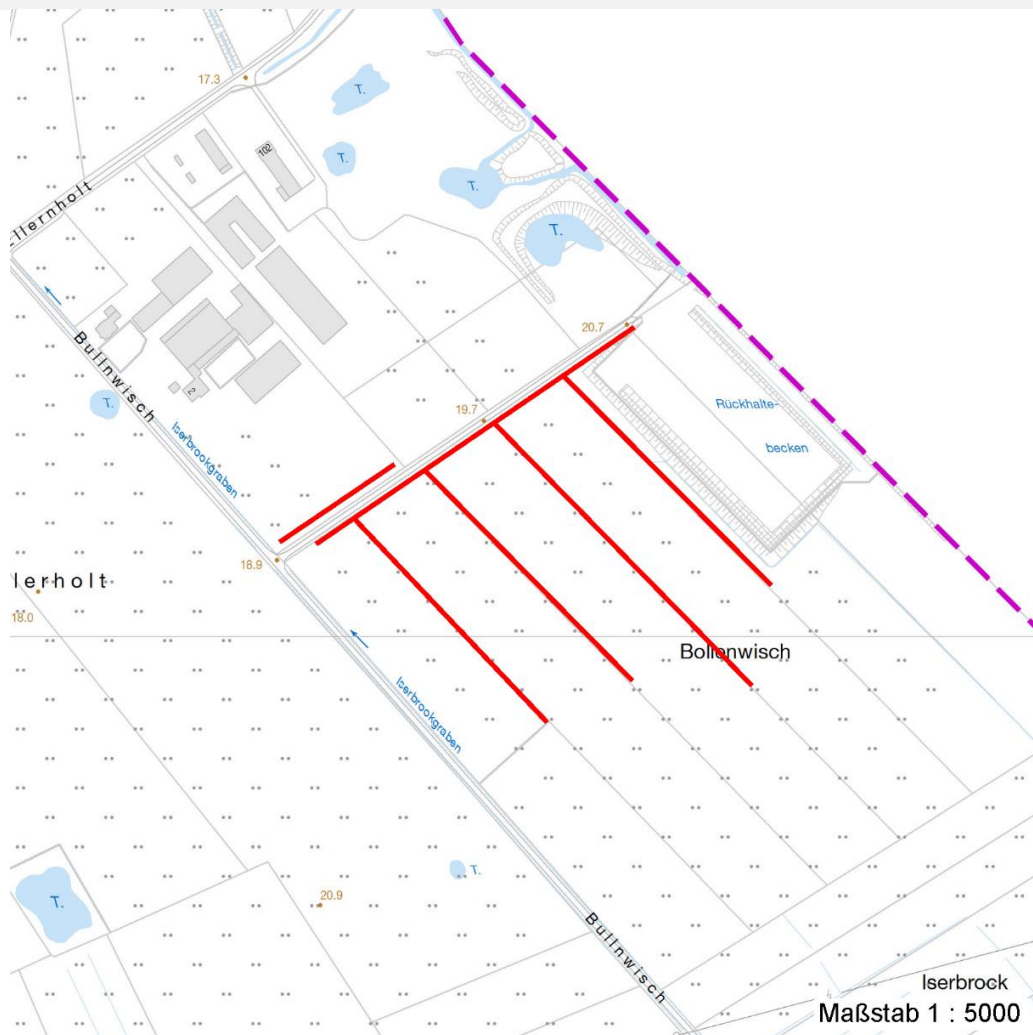 17.3
T.
102
T.
T.
llernholt
T.
20.7
Bullnwisch
2
T.
19.7
Rückhalte-
becken
Iserbrookgraben
18.9
lerholt
18.0
Bollenwisch
Iserbrookgraben
T.
T.
20.9
Bullnwisch
Iserbrock
Maßstab 1 : 5000